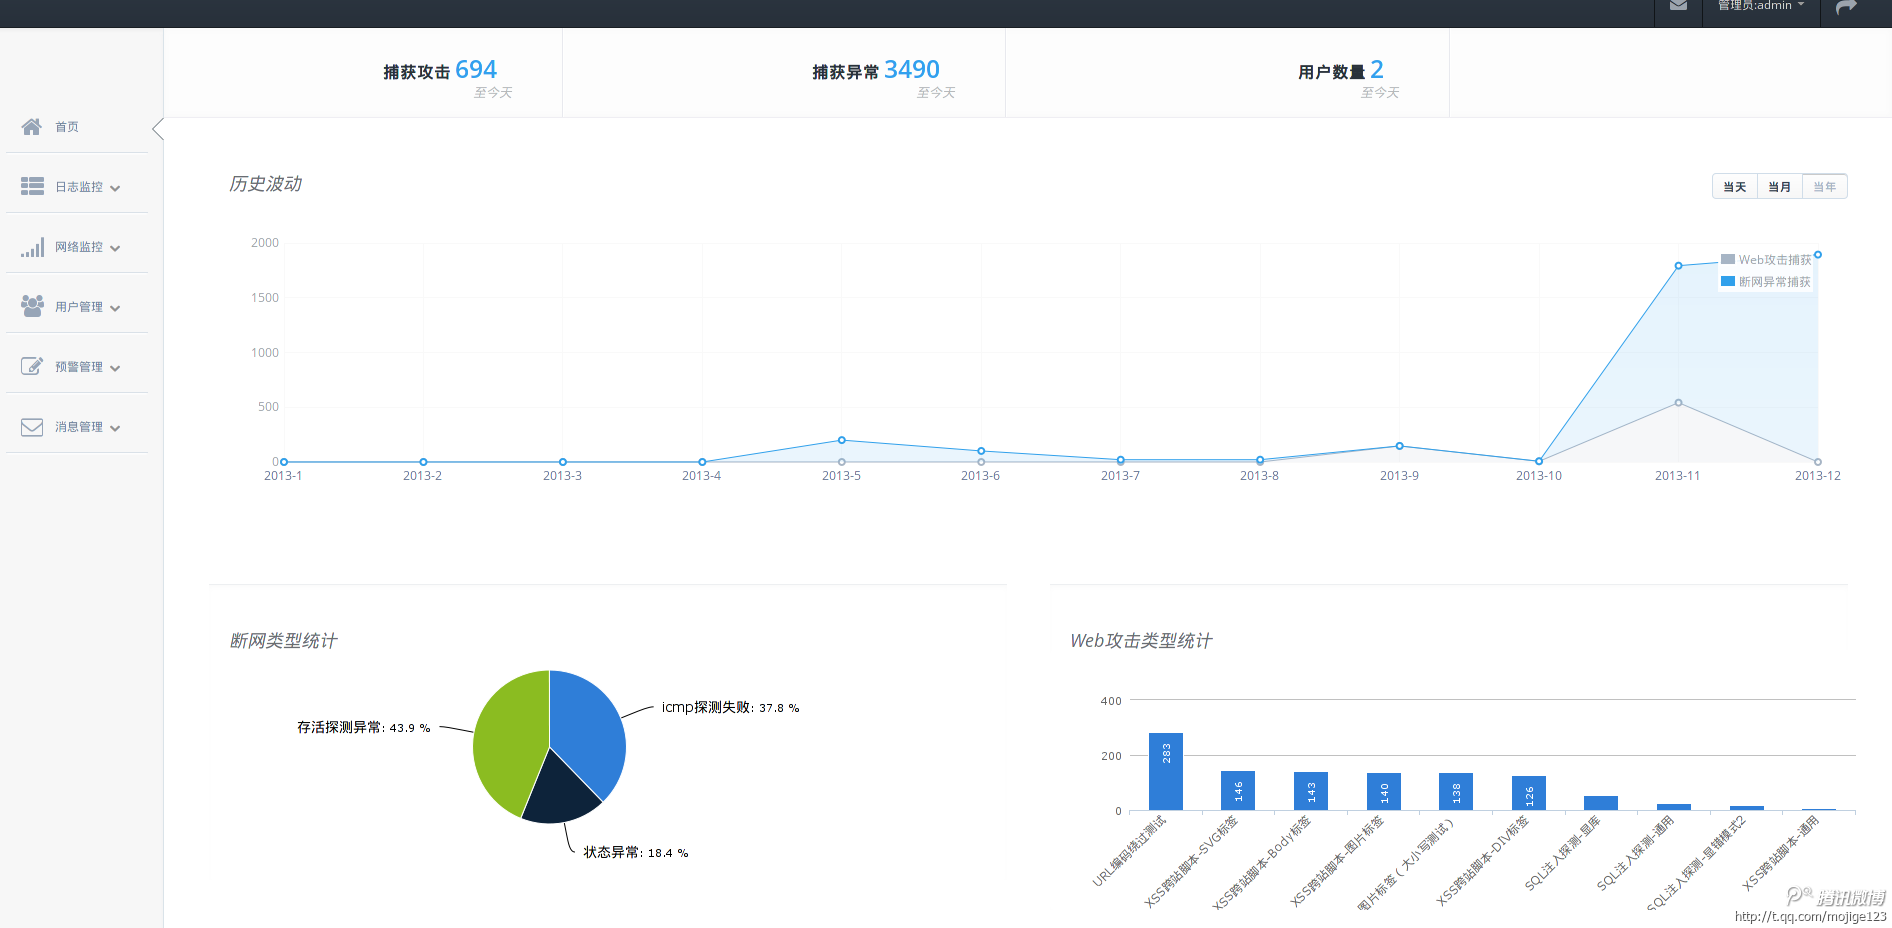 管理员:admin
捕获攻击 694
至今天
捕获异常 3490
至今天
用户数量 2
至今天
首页
日志监控
网络监控
用户管理
预警管理
消息管理
历史波动
当天 当月 当年
2000
1500
1000
500
0
Web攻击捕获
断网异常捕获
2013-1 2013-2 2013-3 2013-4 2013-5 2013-6 2013-7 2013-8 2013-9 2013-10 2013-11 2013-12
断网类型统计
icmp探测失败: 37.8 %
存活探测异常: 43.9 %
状态异常: 18.4 %
Web攻击类型统计
400
200
0
283 146 143 140 138 126
URL编码绕过测试
XSS跨站脚本-SVG标签
XSS跨站脚本-Body标签
XSS跨站脚本-图片标签
图片标签（大小写测试）
XSS跨站脚本-DIV标签
SQL注入探测-显库
SQL注入探测-通用
SQL注入探测-显错模式2
XSS跨站脚本-通用
腾讯微博
http://t.qq.com/mojige123